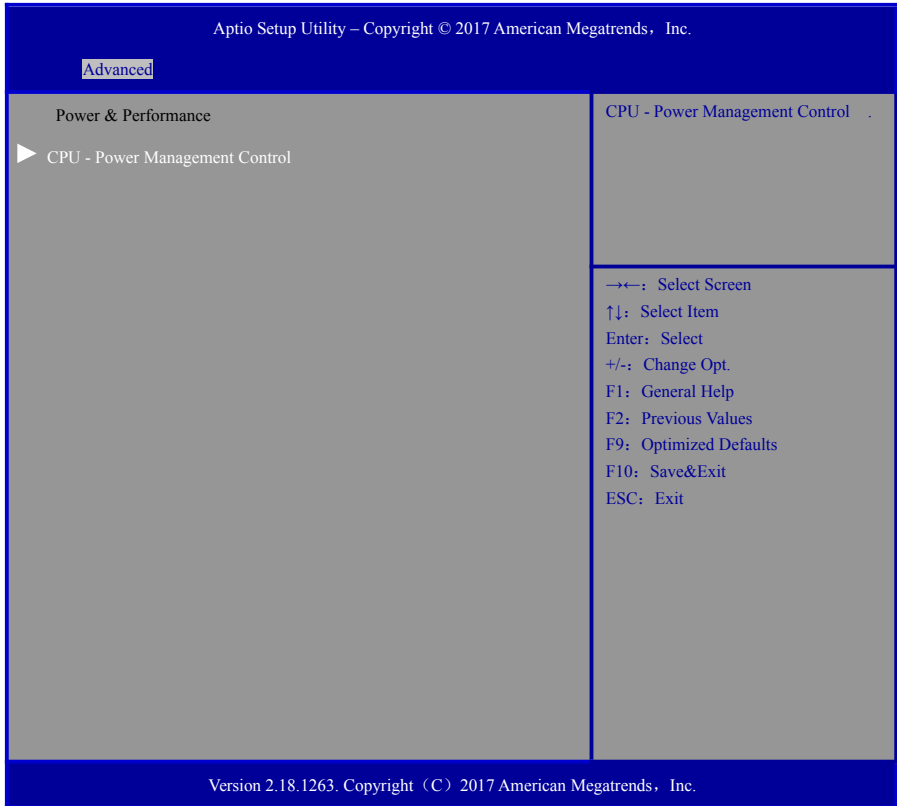 Aptio Setup Utility – Copyright © 2017 American Megatrends，Inc.
Advanced
Power & Performance
► CPU - Power Management Control
CPU - Power Management Control .
→←：Select Screen
↑↓：Select Item
Enter：Select
+/-：Change Opt.
F1：General Help
F2：Previous Values
F9：Optimized Defaults
F10：Save&Exit
ESC：Exit
Version 2.18.1263. Copyright（C）2017 American Megatrends，Inc.